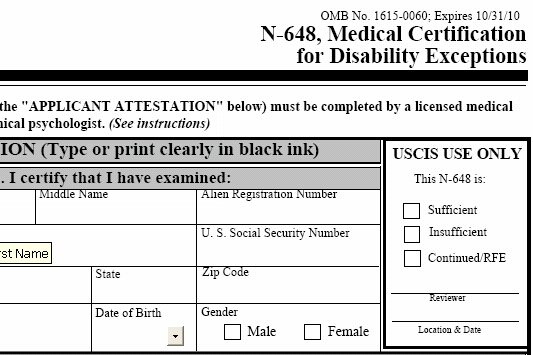 OMB No. 1615-0060; Expires 10/31/10
N-648, Medical Certification
for Disability Exceptions
the "APPLICANT ATTESTATION" below) must be completed by a licensed medical
nical psychologist. (See instructions)
ION (Type or print clearly in black ink)
. I certify that I have examined:
Middle Name
Alien Registration Number
U. S. Social Security Number
rst Name
State
Zip Code
Date of Birth
Gender
Male
Female
USCIS USE ONLY
This N-648 is:
Sufficient
Insufficient
Continued/RFE
Reviewer
Location & Date